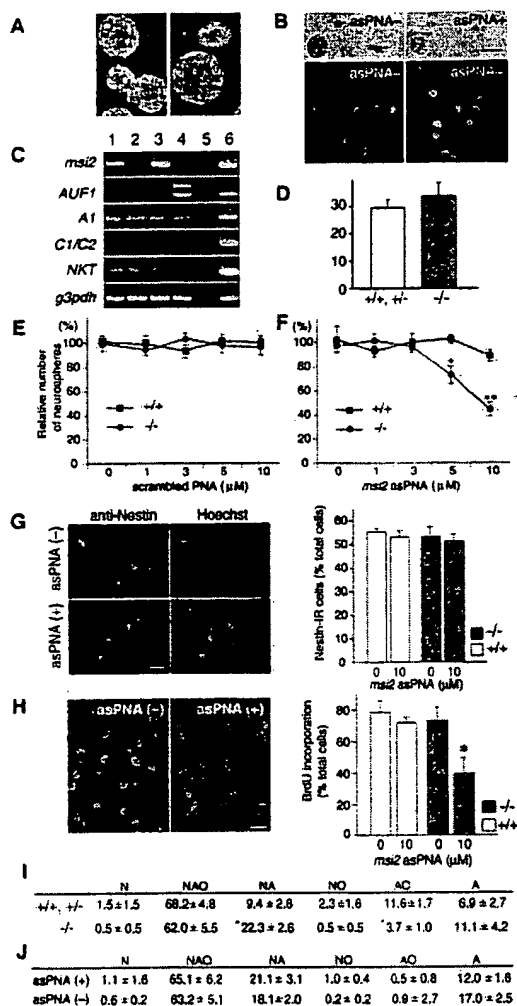 A
B
asPNA–
asPNA+
asPNA–
asPNA–
C
1 2 3 4 5 6
msi2
AUF1
A1
C1/C2
NKT
g3pdh
D
30
20
10
0
+/+, +/-
-/-
E
(%)
Relative number of neurospheres
100
80
60
40
20
0
+/+
-/-
0 1 3 5 10
scrambled PNA (μM)
F
(%)
100
80
60
40
20
0
+/+
-/-
*
**
0 1 3 5 10
msi2 asPNA (μM)
G
anti-Nestin
Hoechst
asPNA (–)
asPNA (+)
Nestin-IR cells (% total cells)
60
50
40
30
20
10
0
-/-
+/+
0 10 0 10
msi2 asPNA (μM)
H
asPNA (–)
asPNA (+)
BrdU incorporation (% total cells)
80
60
40
20
0
*
-/-
+/+
0 10 0 10
msi2 asPNA (μM)
I
N NAO NA NO AO A
+/+, +/- 1.5±1.5 68.2±4.8 9.4±2.8 2.3±1.6 11.6±1.7 6.9±2.7
-/- 0.5±0.5 62.0±5.5 *22.3±2.6 0.5±0.5 *3.7±1.0 11.1±4.2
J
N NAO NA NO AO A
asPNA (+) 1.1±1.6 65.1±6.2 21.1±3.1 1.0±0.4 0.5±0.8 12.0±1.6
asPNA (–) 0.6±0.2 63.2±5.1 18.1±2.0 0.2±0.2 0.9±2.7 17.0±2.5